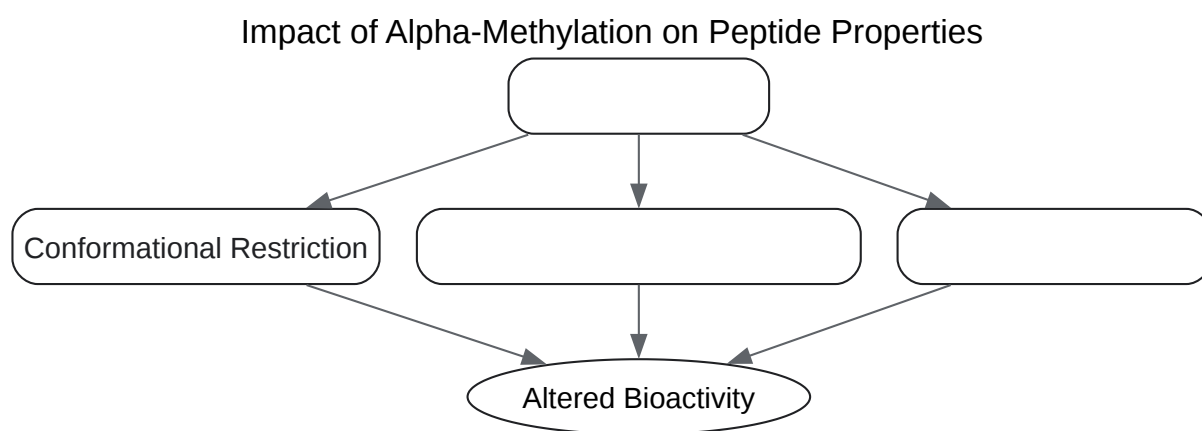 Impact of Alpha-Methylation on Peptide Properties
Conformational Restriction
Altered Bioactivity